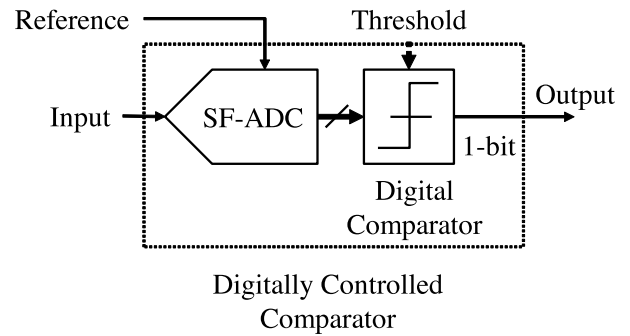 Reference
Threshold
Input
SF-ADC
Output
1-bit
Digital
Comparator
Digitally Controlled
Comparator